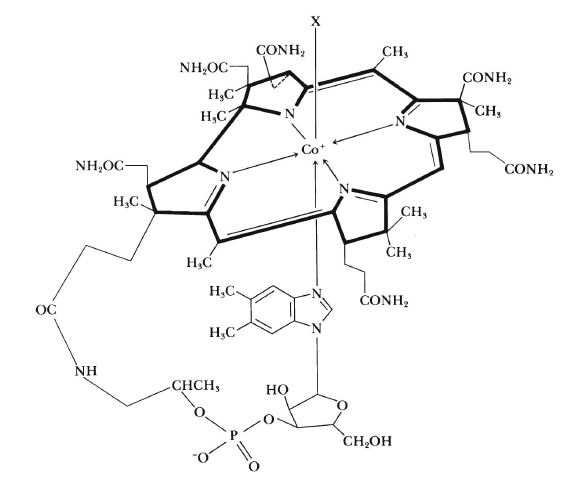 X
CONH₂
CH₃
NH₂OC
CONH₂
H₃C
H₃C
N
CH₃
N
Co⁺
NH₂OC
N
CONH₂
N
H₃C
CH₃
CH₃
H₃C
CONH₂
H₃C
N
OC
H₃C
N
NH
CHCH₃
HO
O
O
O
P
CH₂OH
⁻O
O